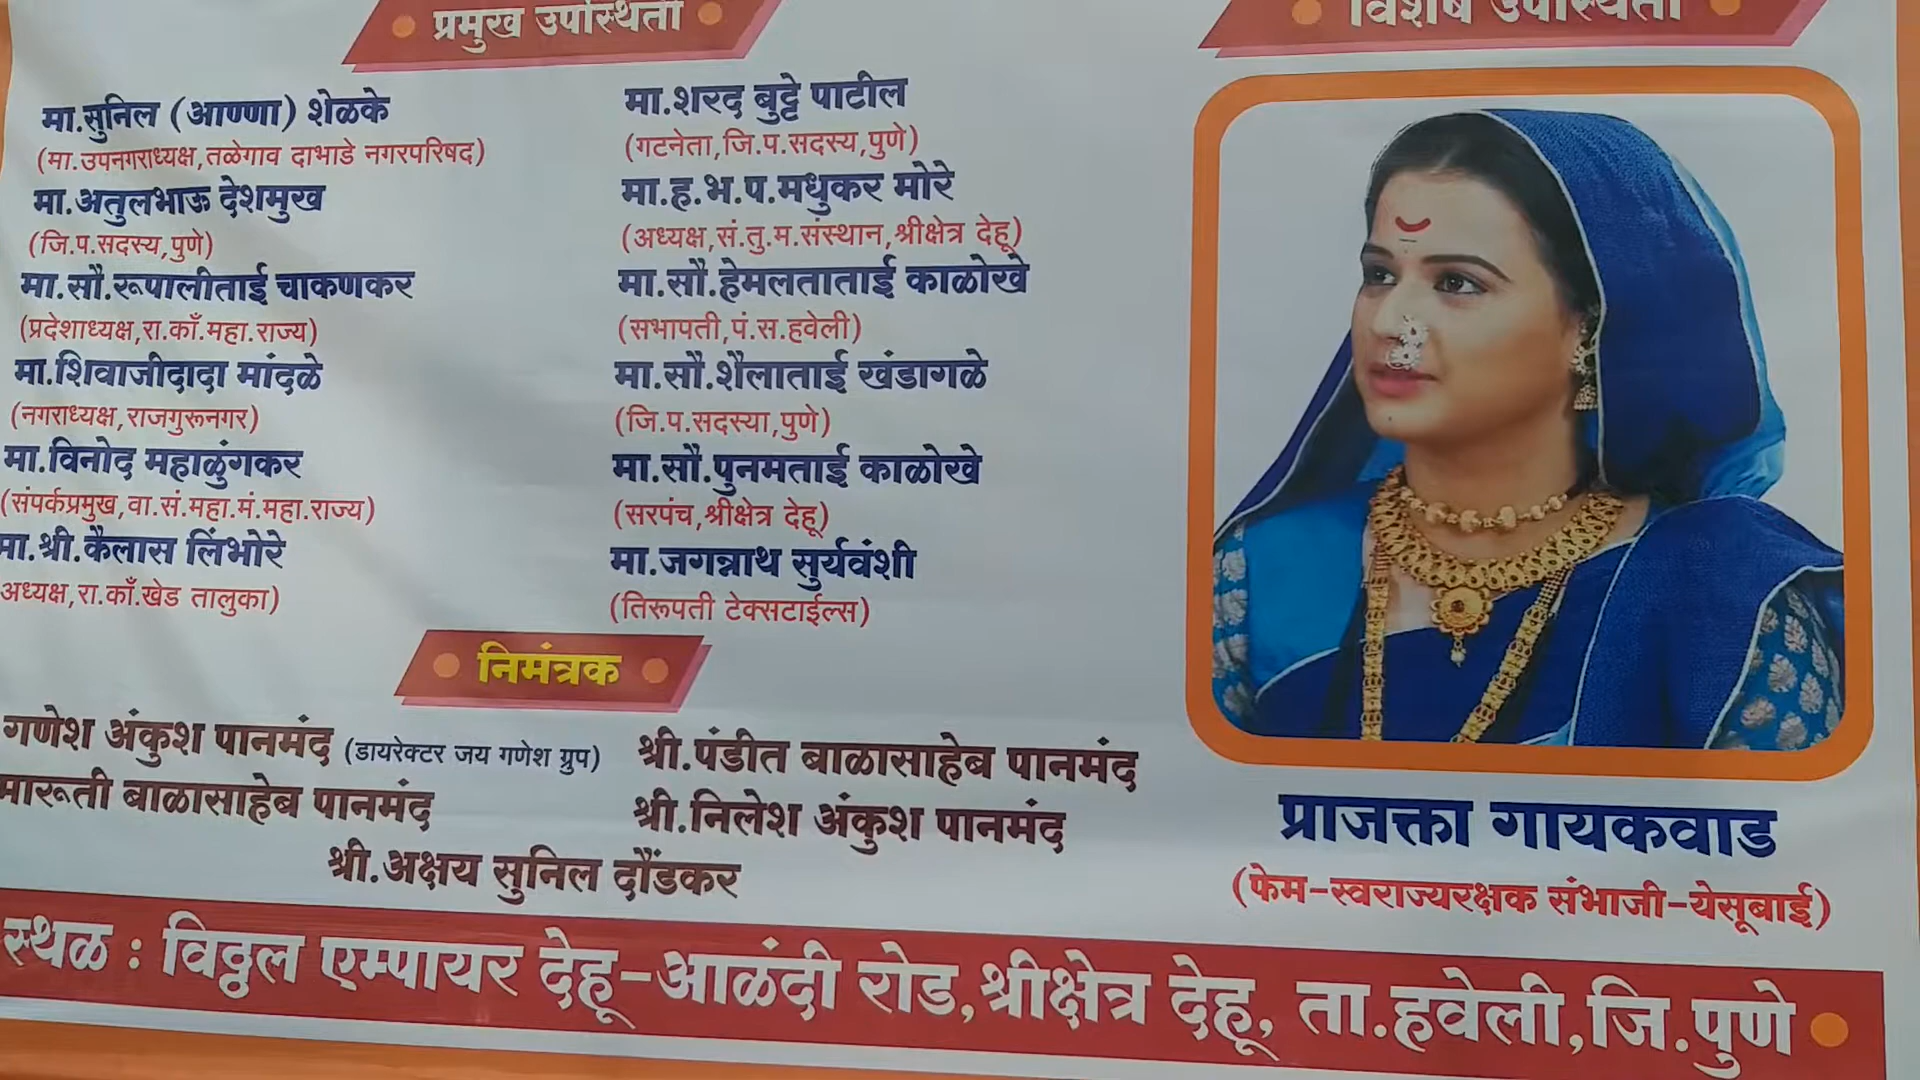 प्रमुख उपस्थिती
मा.सुनिल (आण्णा) शेळके
(मा.उपनगराध्यक्ष,तळेगाव दाभाडे नगरपरिषद)
मा.अतुलभाऊ देशमुख
(जि.प.सदस्य,पुणे)
मा.सौ.रूपालीताई चाकणकर
(प्रदेशाध्यक्ष,रा.काँ.महा.राज्य)
मा.शिवाजीदादा मांदळे
(नगराध्यक्ष,राजगुरूनगर)
मा.विनोद महाळुंगकर
(संपर्कप्रमुख,वा.सं.महा.मं.महा.राज्य)
मा.श्री.कैलास लिंभोरे
अध्यक्ष,रा.काँ.खेड तालुका)
मा.शरद बुट्टे पाटील
(गटनेता,जि.प.सदस्य,पुणे)
मा.ह.भ.प.मधुकर मोरे
(अध्यक्ष,सं.तु.म.संस्थान,श्रीक्षेत्र देहू)
मा.सौ.हेमलताताई काळोखे
(सभापती,पं.स.हवेली)
मा.सौ.शैलाताई खंडागळे
(जि.प.सदस्या,पुणे)
मा.सौ.पुनमताई काळोखे
(सरपंच,श्रीक्षेत्र देहू)
मा.जगन्नाथ सुर्यवंशी
(तिरूपती टेक्सटाईल्स)
निमंत्रक
गणेश अंकुश पानमंद (डायरेक्टर जय गणेश ग्रुप)
श्री.पंडीत बाळासाहेब पानमंद
मारूती बाळासाहेब पानमंद
श्री.निलेश अंकुश पानमंद
श्री.अक्षय सुनिल दौंडकर
विशेष उपस्थिती
प्राजक्ता गायकवाड
(फेम-स्वराज्यरक्षक संभाजी-येसूबाई)
स्थळ : विठ्ठल एम्पायर देहू-आळंदी रोड,श्रीक्षेत्र देहू, ता.हवेली,जि.पुणे